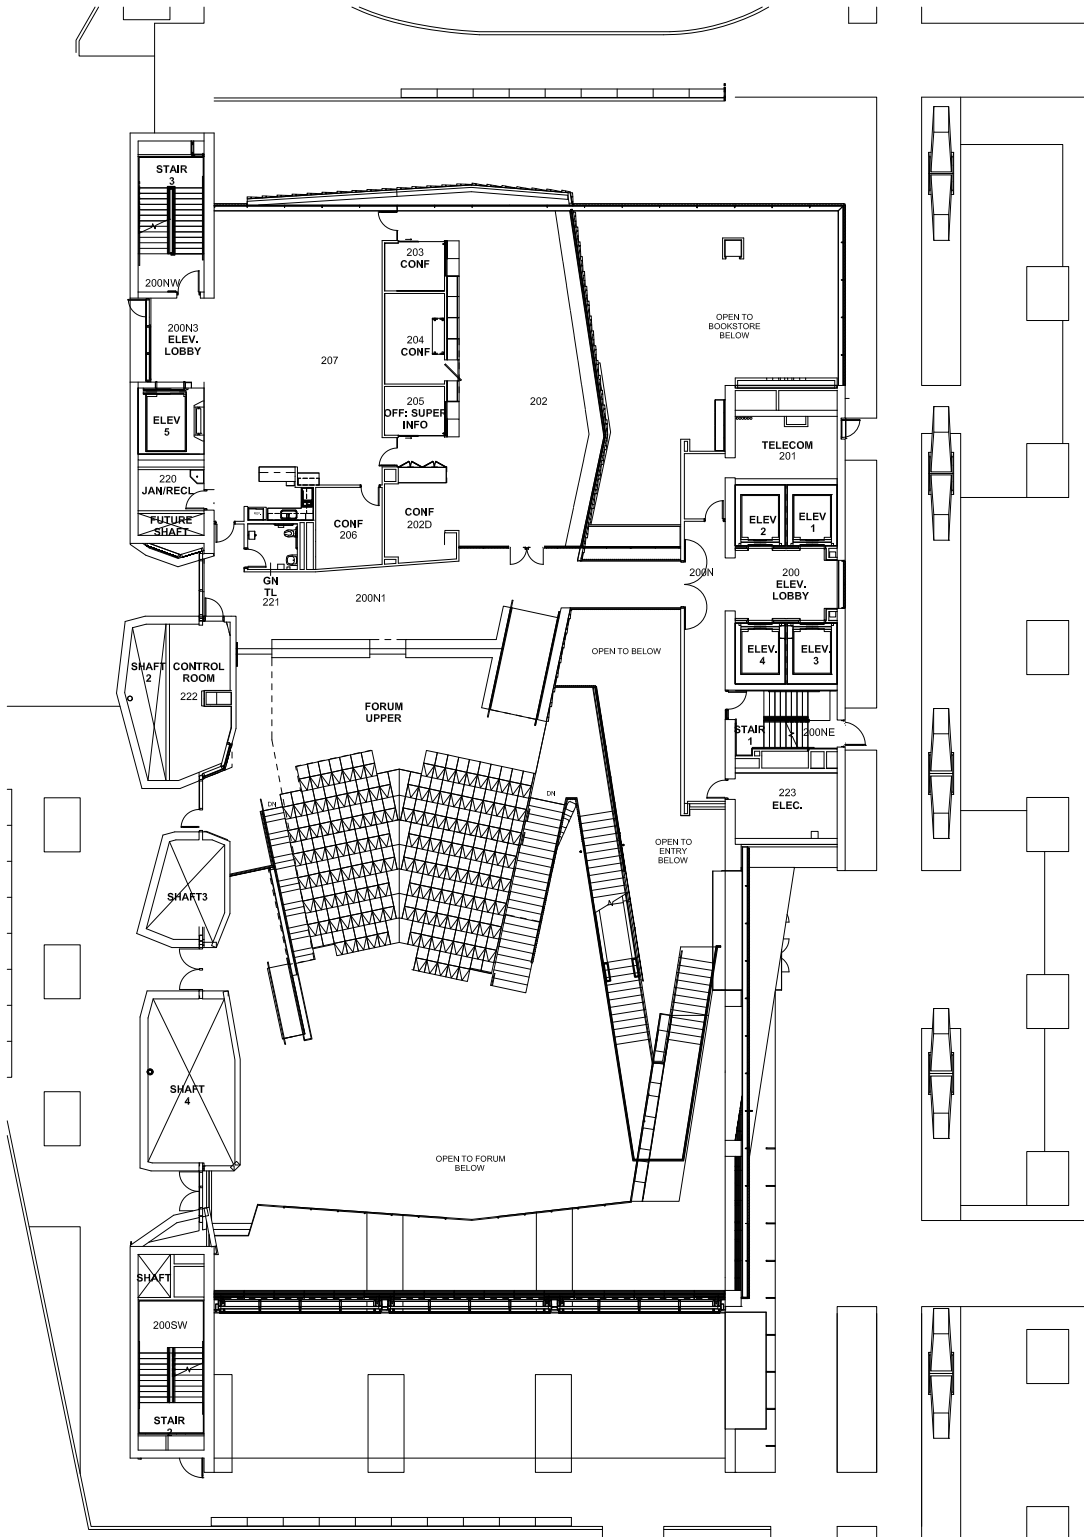 STAIR
3
200NW
203
CONF
200N3
ELEV.
LOBBY
204
CONF
207
OPEN TO
BOOKSTORE
BELOW
205
OFF: SUPER
INFO
202
ELEV
5
TELECOM
201
220
JAN/RECL
CONF
202D
CONF
206
FUTURE
SHAFT
ELEV
2
ELEV
1
GN
TL
221
200N1
200N
200
ELEV.
LOBBY
SHAFT
2
CONTROL
ROOM
222
OPEN TO BELOW
ELEV.
4
ELEV.
3
FORUM
UPPER
STAIR
1
200NE
DN
DN
223
ELEC.
OPEN TO
ENTRY
BELOW
SHAFT3
SHAFT
4
OPEN TO FORUM
BELOW
SHAFT
200SW
STAIR
2